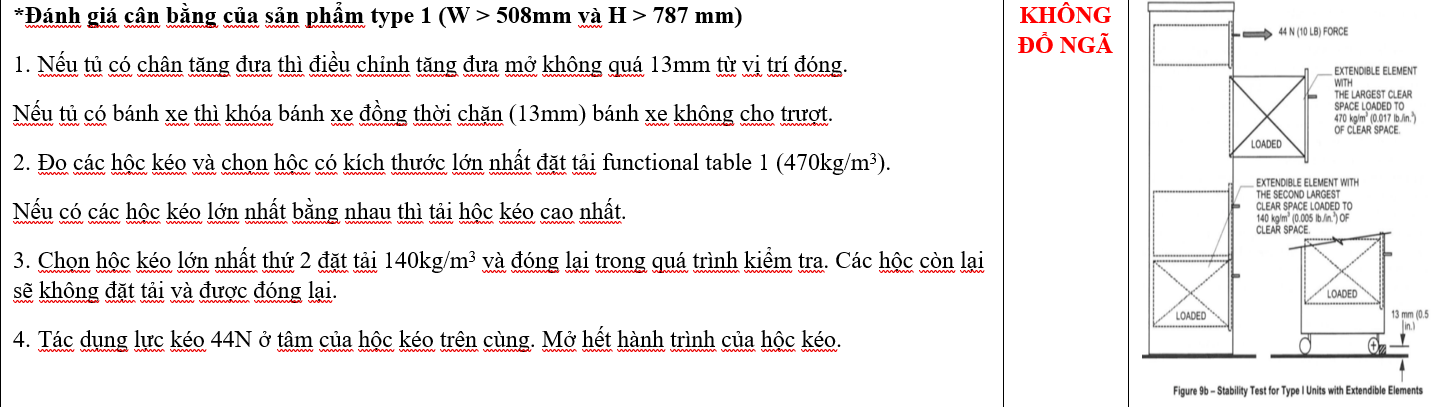 *Đánh giá cân bằng của sản phẩm type 1 (W > 508mm và H > 787 mm)
1. Nếu tủ có chân tăng đưa thì điều chỉnh tăng đưa mở không quá 13mm từ vị trí đóng.
Nếu tủ có bánh xe thì khóa bánh xe đồng thời chặn (13mm) bánh xe không cho trượt.
2. Đo các hộc kéo và chọn hộc có kích thước lớn nhất đặt tải functional table 1 (470kg/m³).
Nếu có các hộc kéo lớn nhất bằng nhau thì tải hộc kéo cao nhất.
3. Chọn hộc kéo lớn nhất thứ 2 đặt tải 140kg/m³ và đóng lại trong quá trình kiểm tra. Các hộc còn lại
sẽ không đặt tải và được đóng lại.
4. Tác dụng lực kéo 44N ở tâm của hộc kéo trên cùng. Mở hết hành trình của hộc kéo.
KHÔNG
ĐỔ NGÃ
44 N (10 LB) FORCE
EXTENDIBLE ELEMENT
WITH
THE LARGEST CLEAR
SPACE LOADED TO
470 kg/m³ (0.017 lb./in.³)
OF CLEAR SPACE.
LOADED
EXTENDIBLE ELEMENT WITH
THE SECOND LARGEST
CLEAR SPACE LOADED TO
140 kg/m³ (0.005 lb./in.³) OF
CLEAR SPACE.
LOADED
LOADED
13 mm (0.5
in.)
Figure 9b – Stability Test for Type I Units with Extendible Elements